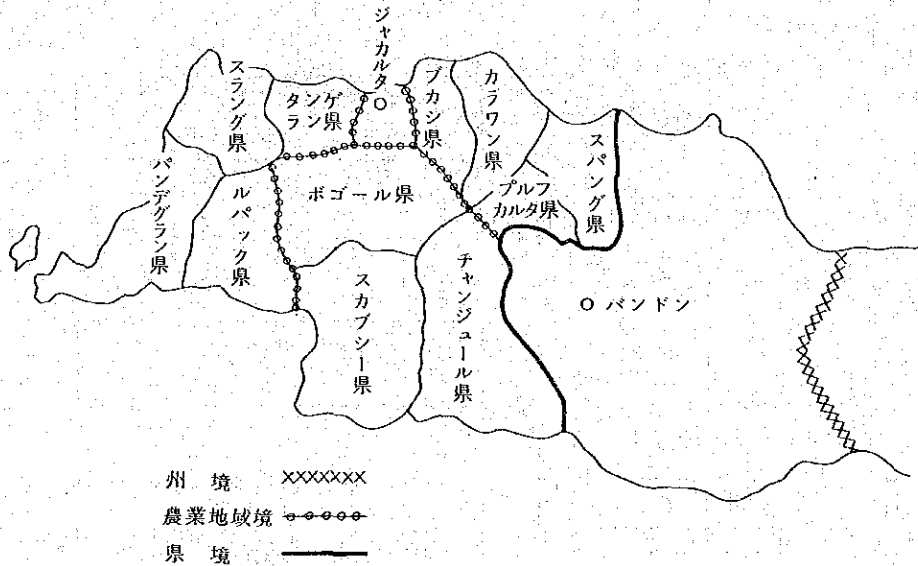 ジャカルタ
スラング県
タンゲラン県
ブカシ県
カラワン県
スパング県
パンデグラン県
ルパック県
ボゴール県
プルフカルタ県
スカブシー県
チャンジュール県
バンドン
州境
農業地域境
県境